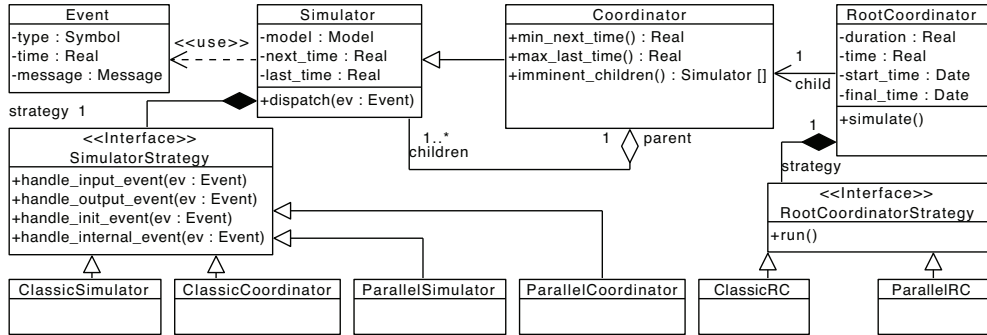 Event
-type : Symbol
-time : Real
-message : Message
<<use>>
Simulator
-model : Model
-next_time : Real
-last_time : Real
+dispatch(ev : Event)
Coordinator
+min_next_time() : Real
+max_last_time() : Real
+imminent_children() : Simulator []
RootCoordinator
-duration : Real
-time : Real
-start_time : Date
-final_time : Date
+simulate()
1
child
strategy 1
1..*
children
1
parent
1
strategy
<<Interface>>
SimulatorStrategy
+handle_input_event(ev : Event)
+handle_output_event(ev : Event)
+handle_init_event(ev : Event)
+handle_internal_event(ev : Event)
<<Interface>>
RootCoordinatorStrategy
+run()
ClassicSimulator
ClassicCoordinator
ParallelSimulator
ParallelCoordinator
ClassicRC
ParallelRC